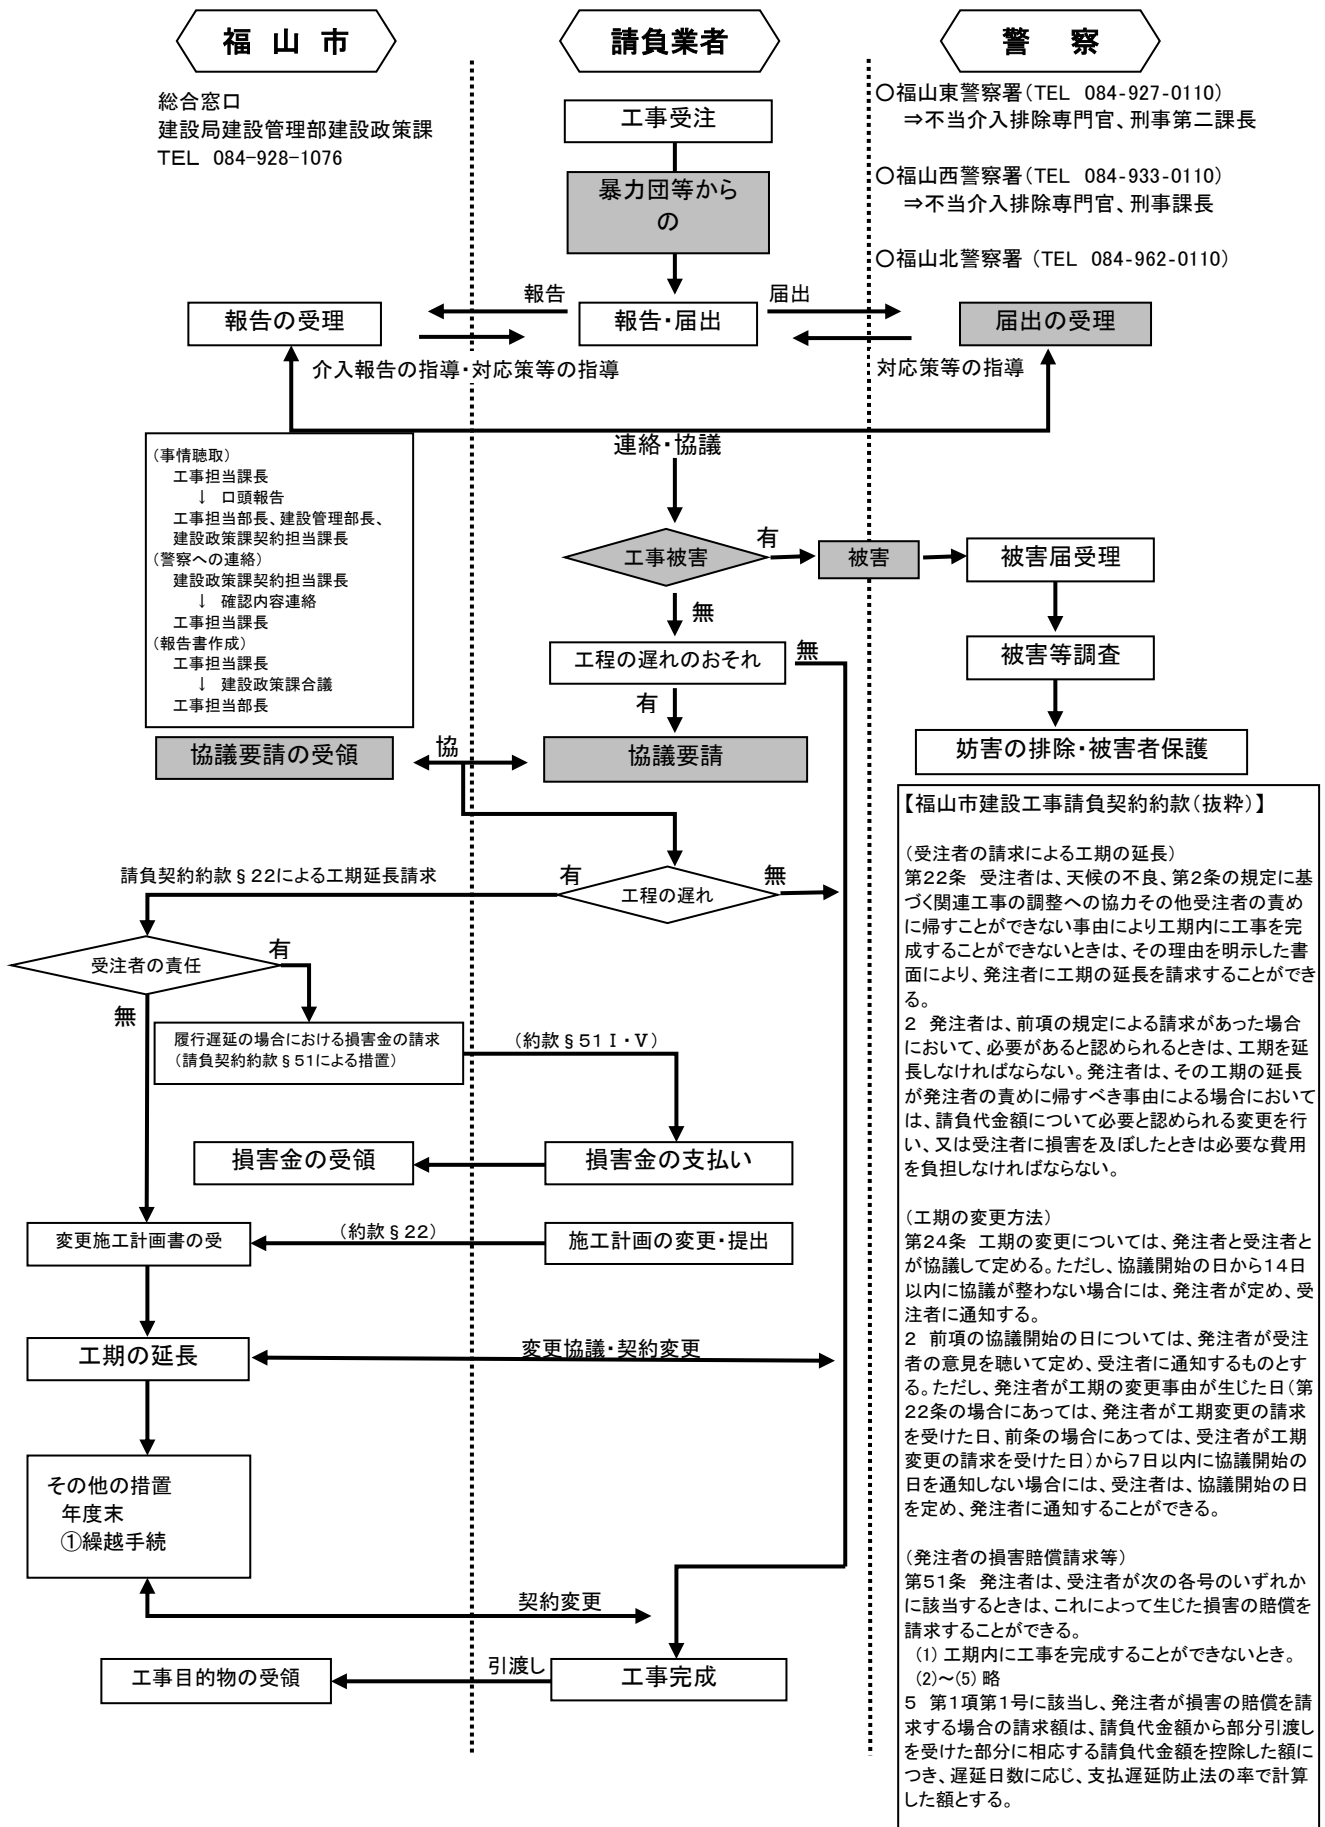 福 山 市
請負業者
警 察
総合窓口
建設局建設管理部建設政策課
TEL 084-928-1076
○福山東警察署(TEL 084-927-0110)
⇒不当介入排除専門官、刑事第二課長
○福山西警察署(TEL 084-933-0110)
⇒不当介入排除専門官、刑事課長
○福山北警察署 (TEL 084-962-0110)
工事受注
暴力団等から
の
報告
届出
報告の受理
報告・届出
届出の受理
介入報告の指導・対応策等の指導
対応策等の指導
連絡・協議
(事情聴取)
工事担当課長
↓ 口頭報告
工事担当部長、建設管理部長、
建設政策課契約担当課長
(警察への連絡)
建設政策課契約担当課長
↓ 確認内容連絡
工事担当課長
(報告書作成)
工事担当課長
↓ 建設政策課合議
工事担当部長
工事被害
有
被害
被害届受理
無
工程の遅れのおそれ
無
被害等調査
有
協議要請の受領
協
協議要請
妨害の排除・被害者保護
請負契約約款§22による工期延長請求
有
工程の遅れ
無
受注者の責任
有
無
履行遅延の場合における損害金の請求
(請負契約約款§51による措置)
(約款§51Ⅰ・Ⅴ)
損害金の受領
損害金の支払い
変更施工計画書の受
(約款§22)
施工計画の変更・提出
工期の延長
変更協議・契約変更
その他の措置
年度末
①繰越手続
契約変更
工事目的物の受領
引渡し
工事完成
【福山市建設工事請負契約約款(抜粋)】
(受注者の請求による工期の延長)
第22条 受注者は、天候の不良、第2条の規定に基
づく関連工事の調整への協力その他受注者の責め
に帰すことができない事由により工期内に工事を完
成することができないときは、その理由を明示した書
面により、発注者に工期の延長を請求することができ
る。
2 発注者は、前項の規定による請求があった場合
において、必要があると認められるときは、工期を延
長しなければならない。発注者は、その工期の延長
が発注者の責めに帰すべき事由による場合において
は、請負代金額について必要と認められる変更を行
い、又は受注者に損害を及ぼしたときは必要な費用
を負担しなければならない。
(工期の変更方法)
第24条 工期の変更については、発注者と受注者と
が協議して定める。ただし、協議開始の日から14日
以内に協議が整わない場合には、発注者が定め、受
注者に通知する。
2 前項の協議開始の日については、発注者が受注
者の意見を聴いて定め、受注者に通知するものとす
る。ただし、発注者が工期の変更事由が生じた日(第
22条の場合にあっては、発注者が工期変更の請求
を受けた日、前条の場合にあっては、受注者が工期
変更の請求を受けた日)から7日以内に協議開始の
日を通知しない場合には、受注者は、協議開始の日
を定め、発注者に通知することができる。
(発注者の損害賠償請求等)
第51条 発注者は、受注者が次の各号のいずれか
に該当するときは、これによって生じた損害の賠償を
請求することができる。
(1) 工期内に工事を完成することができないとき。
(2)～(5) 略
5 第1項第1号に該当し、発注者が損害の賠償を請
求する場合の請求額は、請負代金額から部分引渡し
を受けた部分に相応する請負代金額を控除した額に
つき、遅延日数に応じ、支払遅延防止法の率で計算
した額とする。